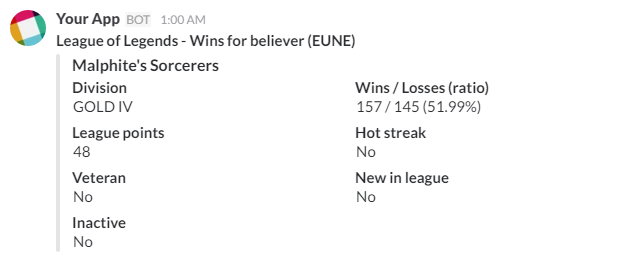 Your App BOT 1:00 AM
League of Legends - Wins for believer (EUNE)
Malphite's Sorcerers
Division Wins / Losses (ratio)
GOLD IV 157 / 145 (51.99%)
League points Hot streak
48 No
Veteran New in league
No No
Inactive
No